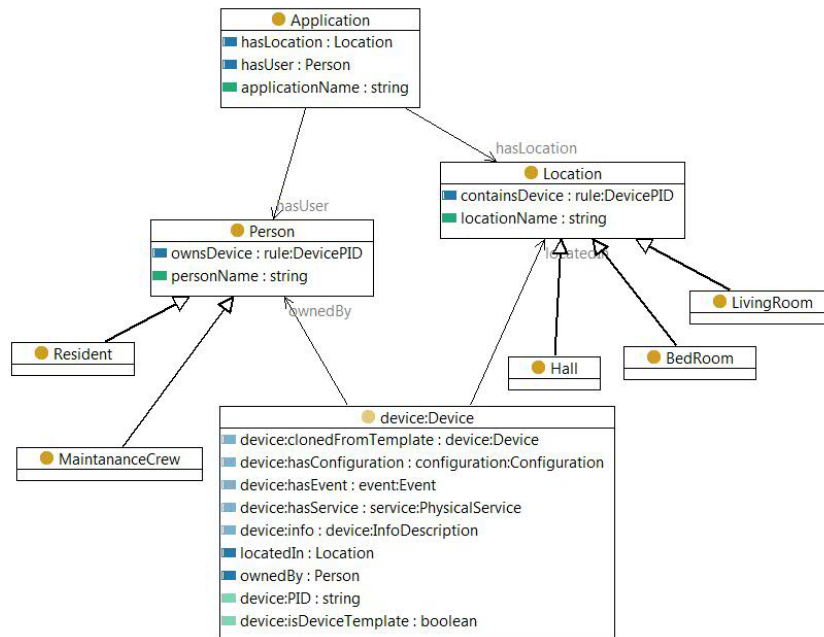 Application
hasLocation : Location
hasUser : Person
applicationName : string
hasLocation
Location
containsDevice : rule:DevicePID
locationName : string
hasUser
Person
ownsDevice : rule:DevicePID
personName : string
locatedIn
ownedBy
LivingRoom
Resident
BedRoom
Hall
MaintananceCrew
device:Device
device:clonedFromTemplate : device:Device
device:hasConfiguration : configuration:Configuration
device:hasEvent : event:Event
device:hasService : service:PhysicalService
device:info : device:InfoDescription
locatedIn : Location
ownedBy : Person
device:PID : string
device:isDeviceTemplate : boolean